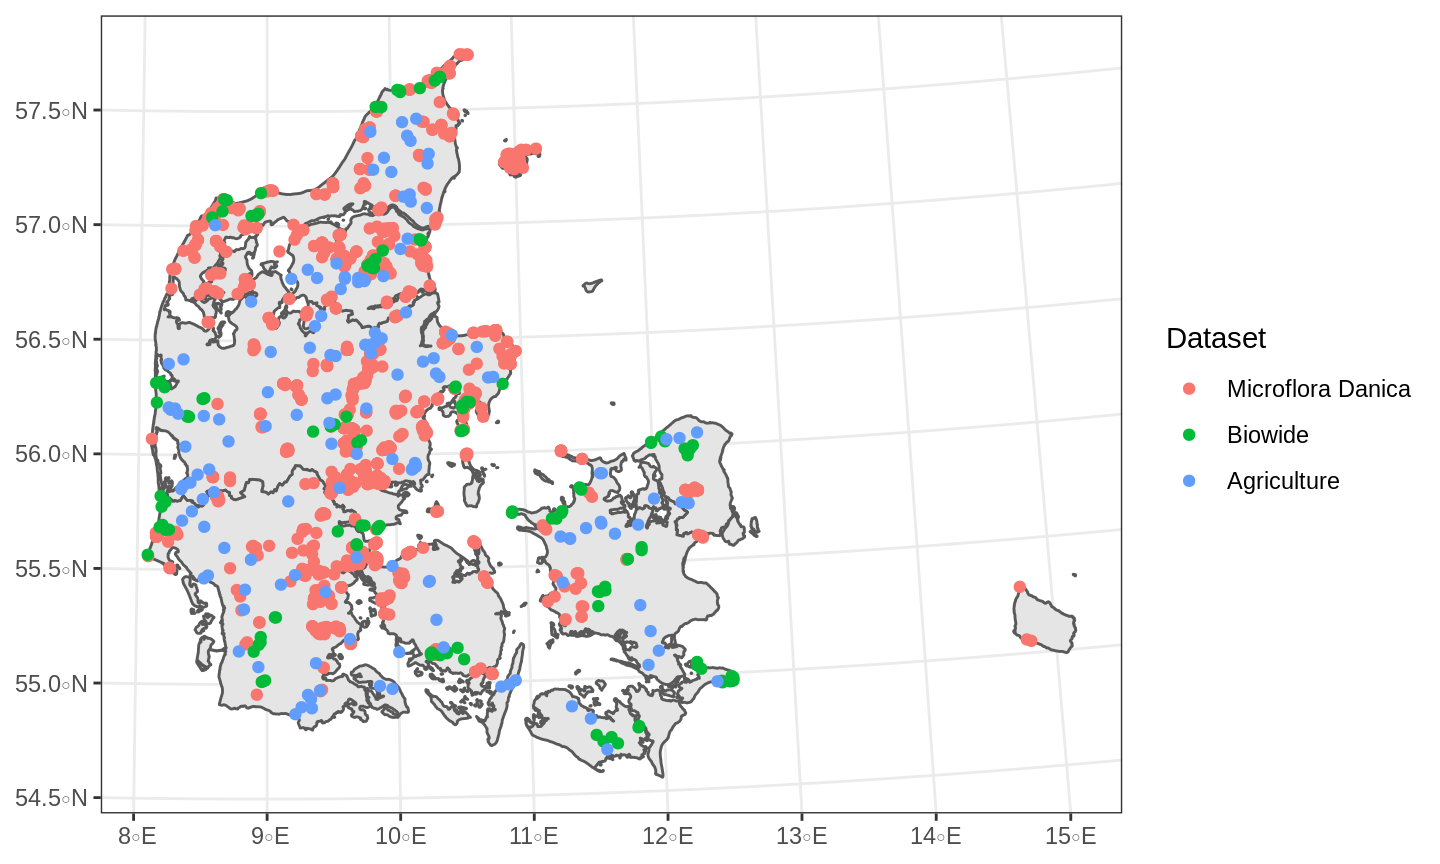 57.5◦N
57.0◦N
56.5◦N
56.0◦N
55.5◦N
55.0◦N
54.5◦N
8◦E
9◦E
10◦E
11◦E
12◦E
13◦E
14◦E
15◦E
Dataset
Microflora Danica
Biowide
Agriculture